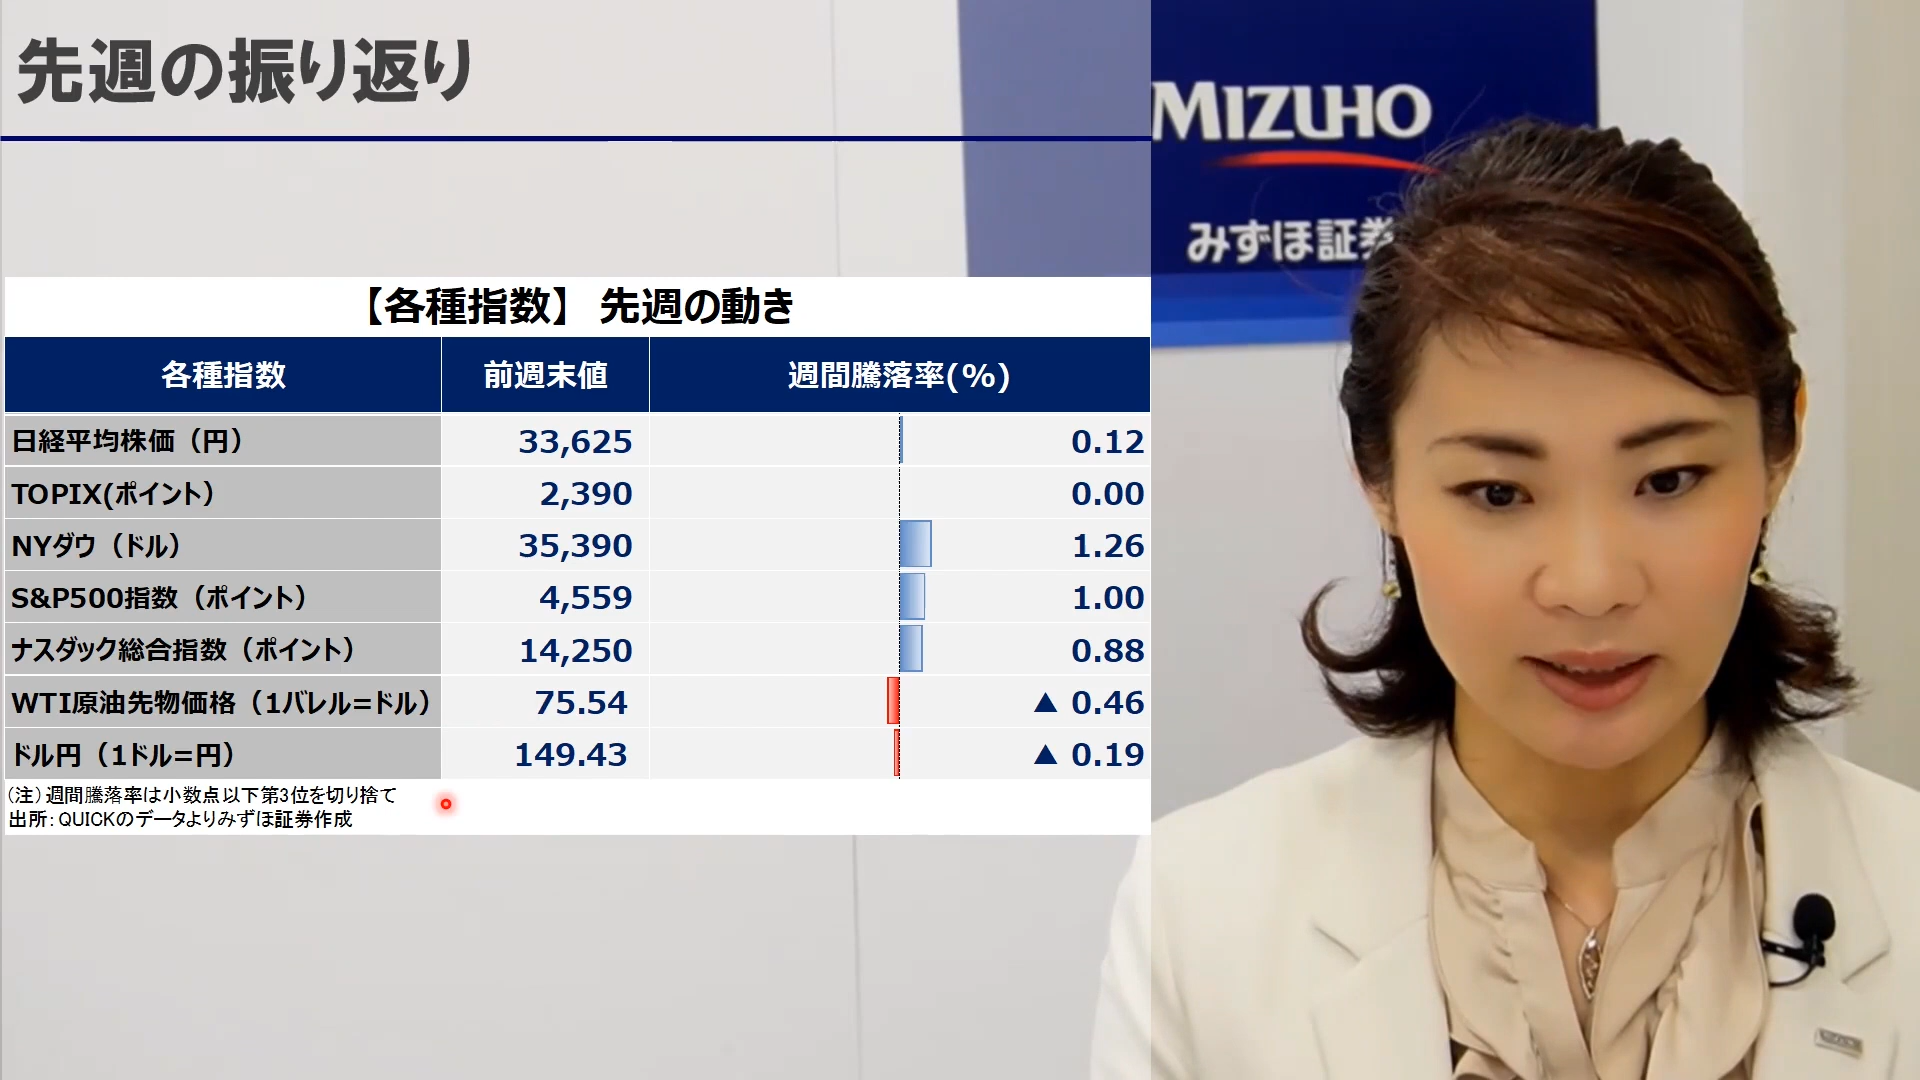 先週の振り返り
MIZUHO
みずほ証券
【各種指数】 先週の動き
各種指数 前週末値 週間騰落率(%)
日経平均株価（円） 33,625 0.12
TOPIX(ポイント） 2,390 0.00
NYダウ（ドル） 35,390 1.26
S&P500指数（ポイント） 4,559 1.00
ナスダック総合指数（ポイント） 14,250 0.88
WTI原油先物価格（1バレル=ドル） 75.54 ▲ 0.46
ドル円（1ドル=円） 149.43 ▲ 0.19
（注）週間騰落率は小数点以下第3位を切り捨て
出所：QUICKのデータよりみずほ証券作成